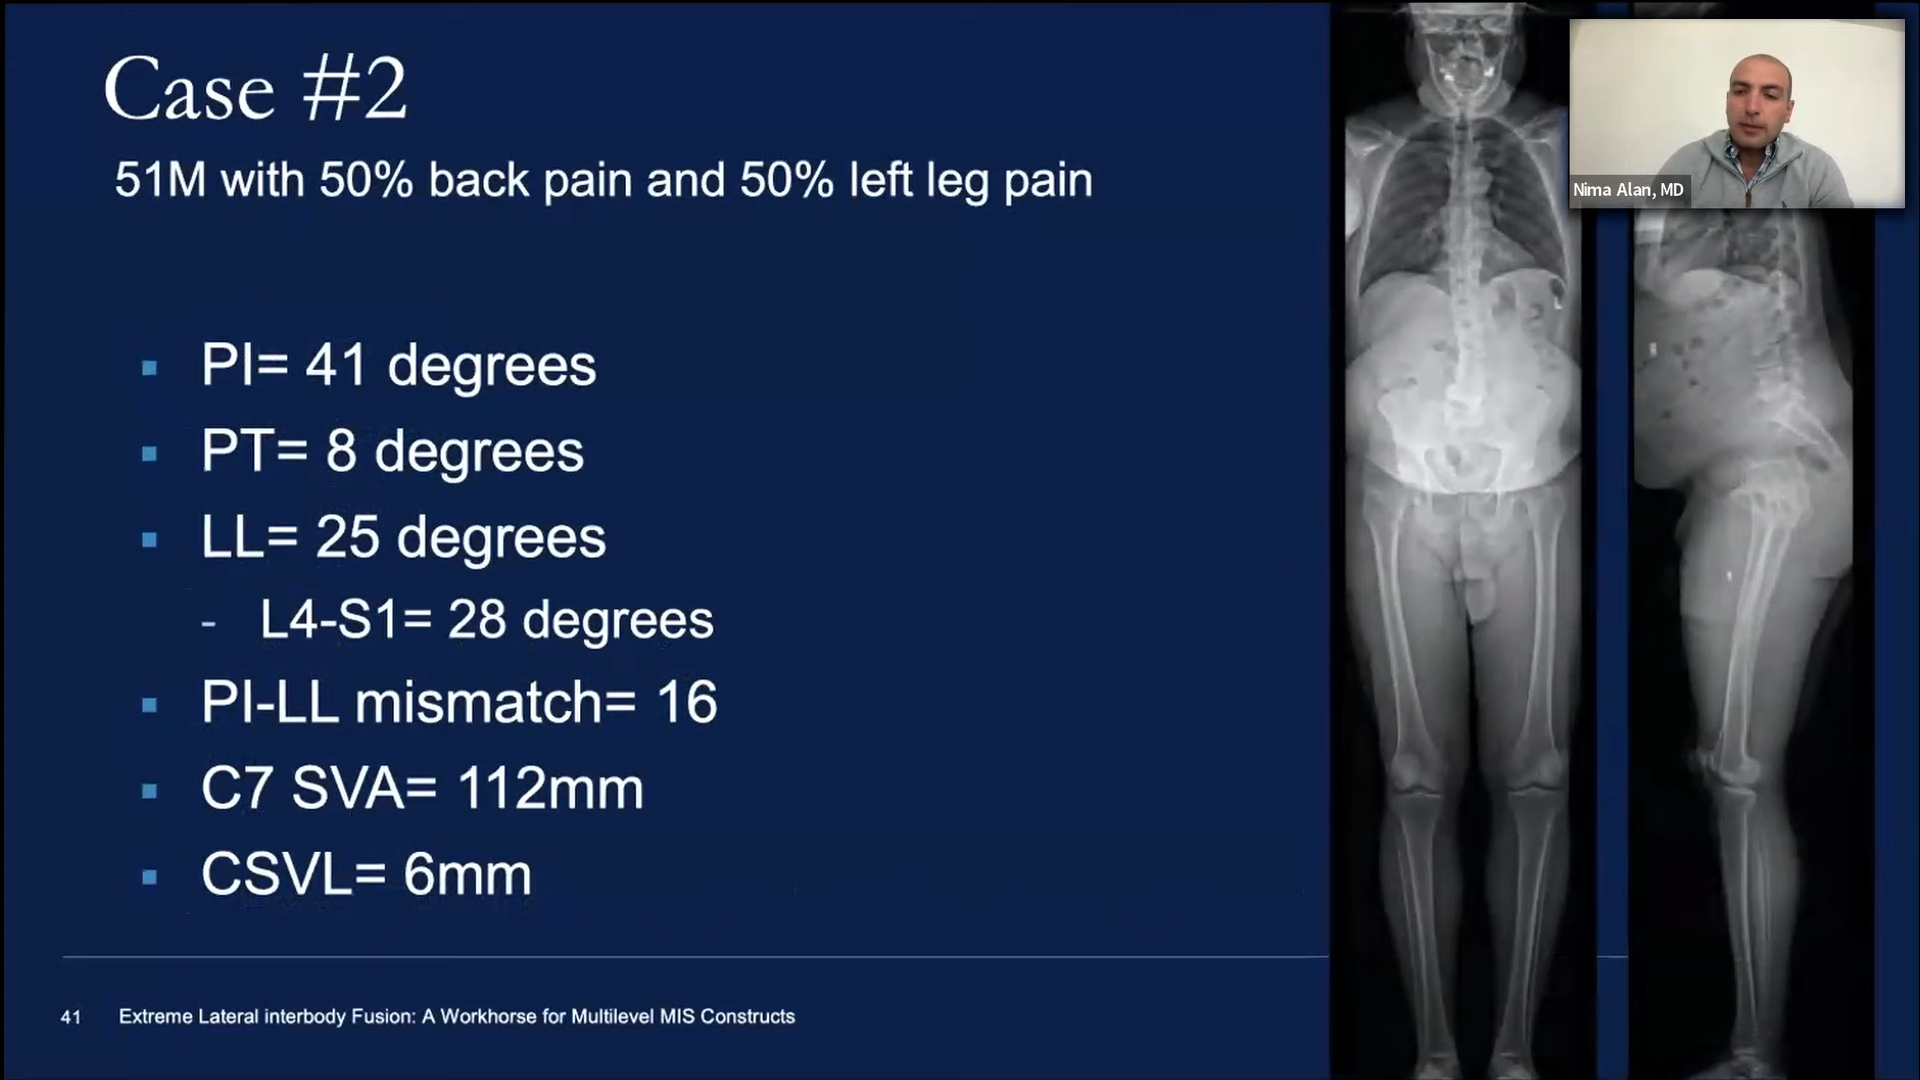 Case #2
51M with 50% back pain and 50% left leg pain
PI= 41 degrees
PT= 8 degrees
LL= 25 degrees
- L4-S1= 28 degrees
PI-LL mismatch= 16
C7 SVA= 112mm
CSVL= 6mm
41 Extreme Lateral interbody Fusion: A Workhorse for Multilevel MIS Constructs
Nima Alan, MD